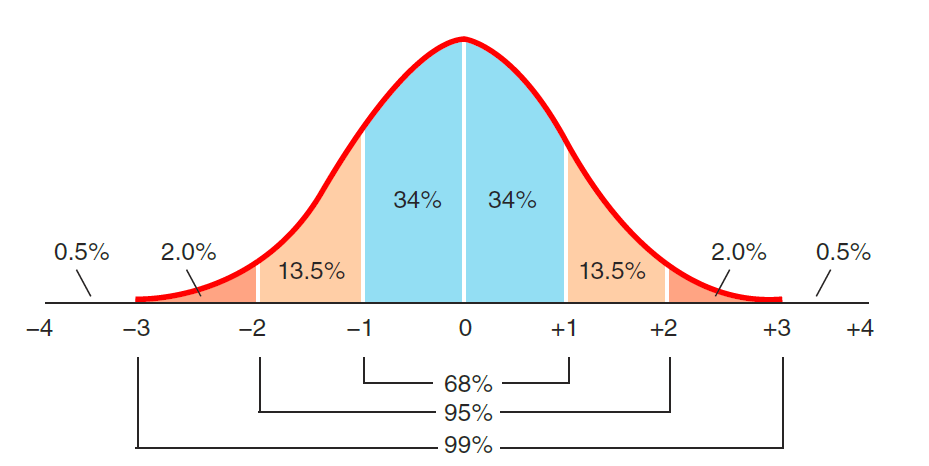 34% 34%
0.5% 2.0% 13.5% 13.5% 2.0% 0.5%
–4 –3 –2 –1 0 +1 +2 +3 +4
68%
95%
99%